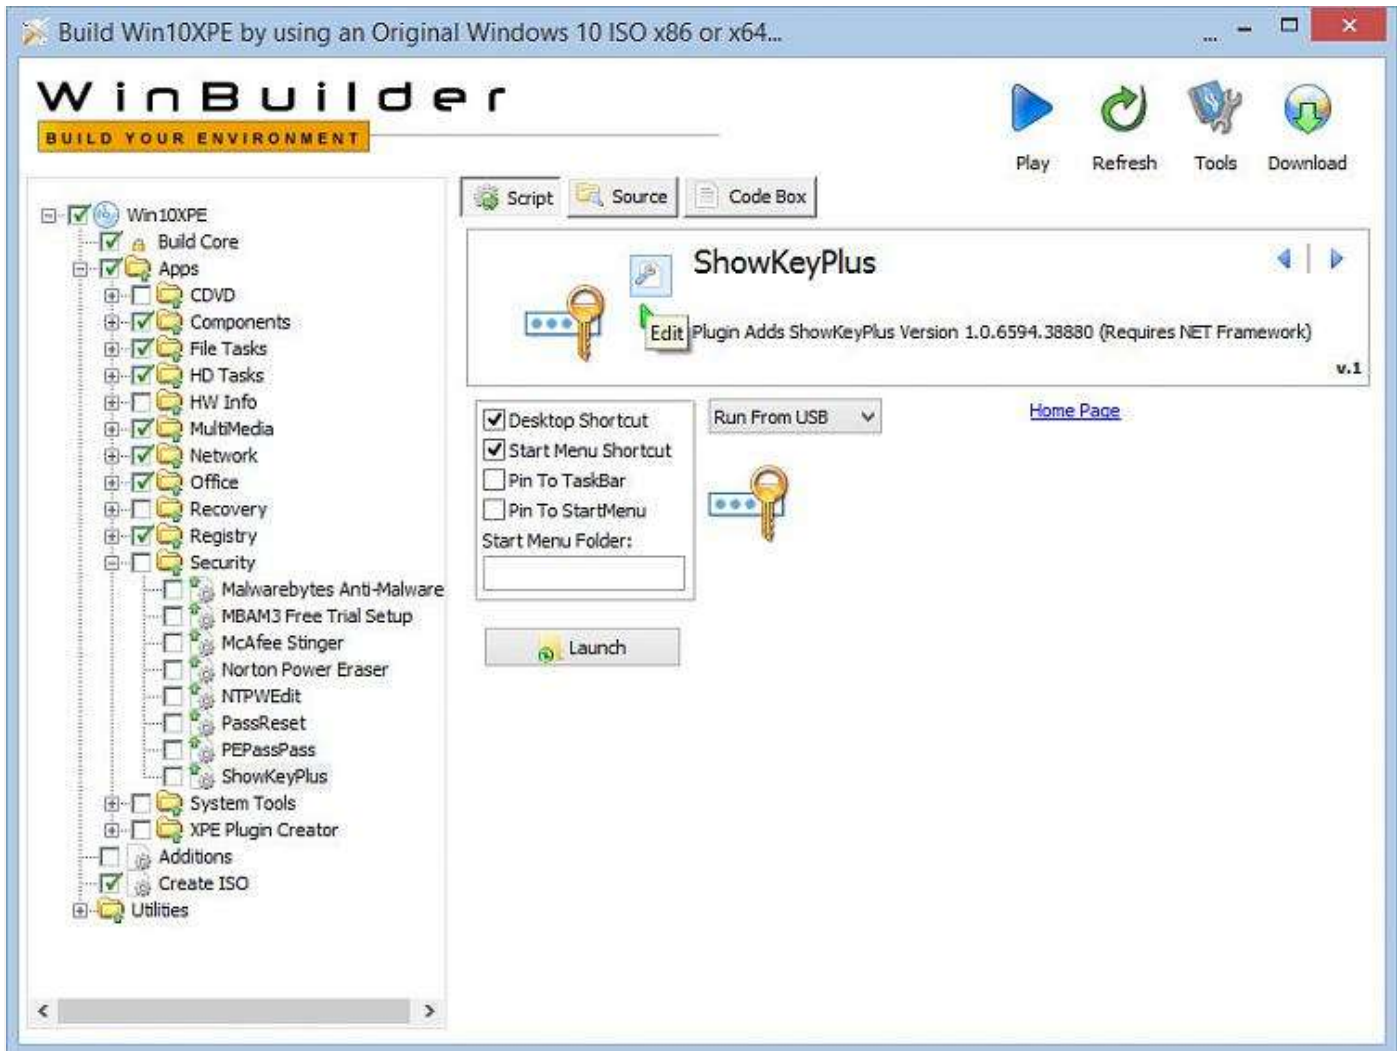 Build Win10XPE by using an Original Windows 10 ISO x86 or x64...
...
WinBuilder
BUILD YOUR ENVIRONMENT
Play
Refresh
Tools
Download
Script
Source
Code Box
Win10XPE
Build Core
Apps
CDVD
Components
File Tasks
HD Tasks
HW Info
MultiMedia
Network
Office
Recovery
Registry
Security
Malwarebytes Anti-Malware
MBAM3 Free Trial Setup
McAfee Stinger
Norton Power Eraser
NTPWEdit
PassReset
PEPassPass
ShowKeyPlus
System Tools
XPE Plugin Creator
Additions
Create ISO
Utilities
ShowKeyPlus
Edit
Plugin Adds ShowKeyPlus Version 1.0.6594.38880 (Requires NET Framework)
v.1
Desktop Shortcut
Start Menu Shortcut
Pin To TaskBar
Pin To StartMenu
Start Menu Folder:
Run From USB
Home Page
Launch